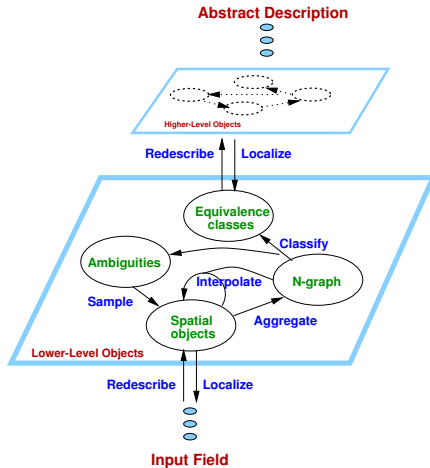 Abstract Description
Higher-Level Objects
Redescribe
Localize
Equivalence
classes
Classify
Ambiguities
Interpolate
N-graph
Sample
Spatial
objects
Aggregate
Lower-Level Objects
Redescribe
Localize
Input Field